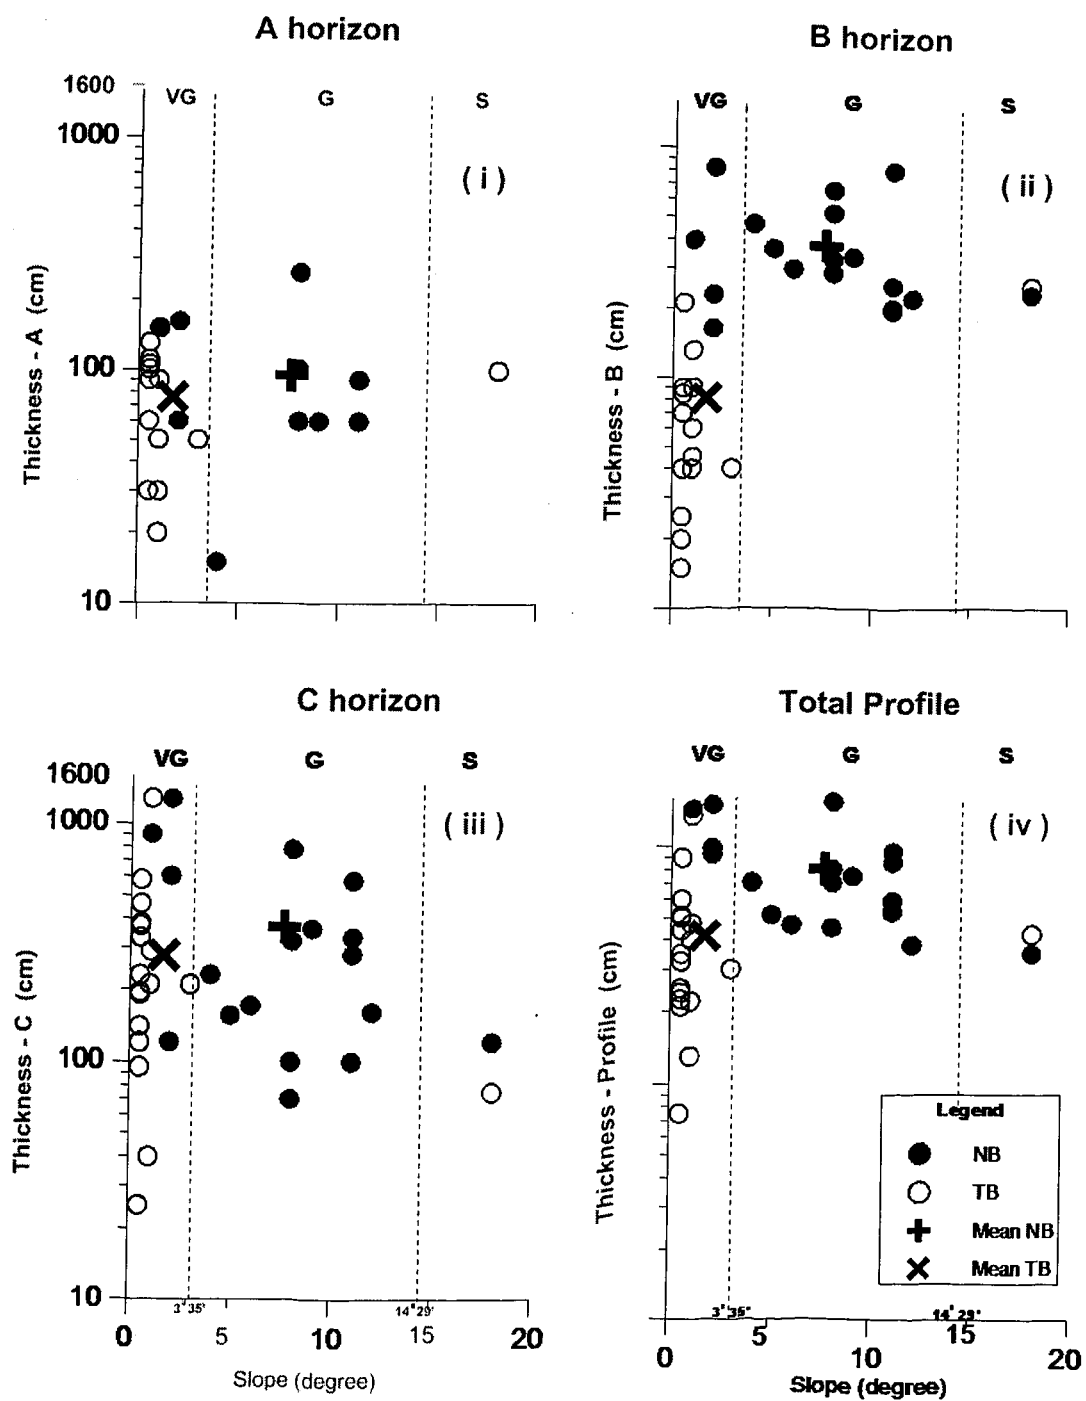 A horizon
1600
VG
G
S
1000
( i )
Thickness - A (cm)
100
10
B horizon
VG
G
S
( ii )
Thickness - B (cm)
C horizon
1600
VG
G
S
1000
( iii )
Thickness - C (cm)
100
10
3°35'
14°29'
0
5
10
15
20
Slope (degree)
Total Profile
VG
G
S
( iv )
Thickness - Profile (cm)
Legend
NB
TB
Mean NB
Mean TB
3°35'
14°29'
0
5
10
15
20
Slope (degree)